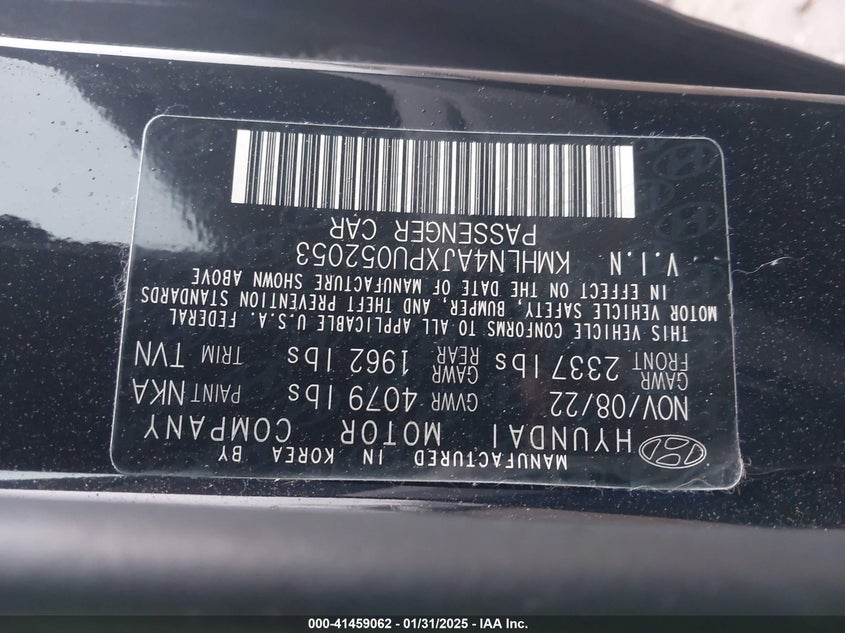 MANUFACTURED IN KOREA BY
HYUNDAI MOTOR COMPANY
NOV/08/22 GVWR 4079 lbs PAINT NKA
GAWR FRONT 2337 lbs GAWR REAR 1962 lbs TRIM TVN
THIS VEHICLE CONFORMS TO ALL APPLICABLE U.S.A. FEDERAL
MOTOR VEHICLE SAFETY, BUMPER, AND THEFT PREVENTION STANDARDS
IN EFFECT ON THE DATE OF MANUFACTURE SHOWN ABOVE
V.I.N KMHLN4AJXPU052053
PASSENGER CAR
000-41459062 - 01/31/2025 - IAA Inc.